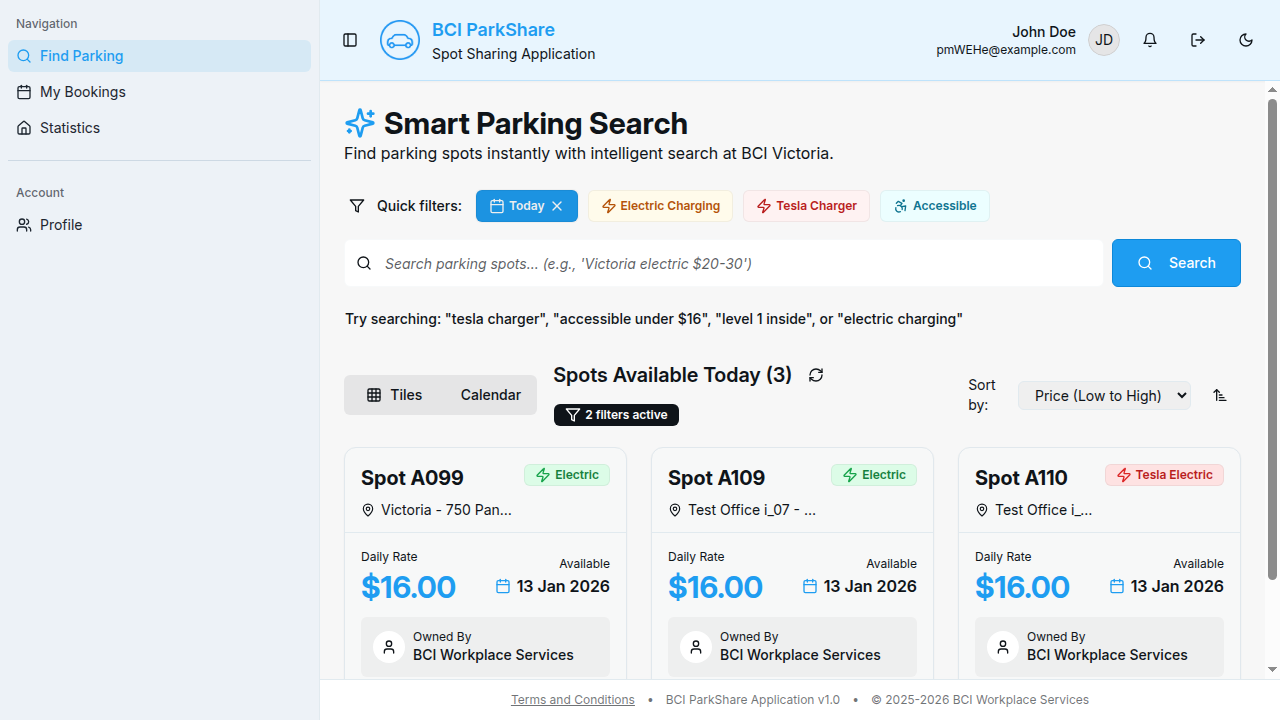 Navigation
Find Parking
My Bookings
Statistics
Account
Profile
BCI ParkShare
Spot Sharing Application
John Doe
pmWEHe@example.com
JD
Smart Parking Search
Find parking spots instantly with intelligent search at BCI Victoria.
Quick filters:
Today
Electric Charging
Tesla Charger
Accessible
Search parking spots... (e.g., 'Victoria electric $20-30')
Search
Try searching: "tesla charger", "accessible under $16", "level 1 inside", or "electric charging"
Tiles
Calendar
Spots Available Today (3)
2 filters active
Sort by:
Price (Low to High)
Spot A099
Electric
Victoria - 750 Pan...
Daily Rate
$16.00
Available
13 Jan 2026
Owned By
BCI Workplace Services
Spot A109
Electric
Test Office i_07 - ...
Daily Rate
$16.00
Available
13 Jan 2026
Owned By
BCI Workplace Services
Spot A110
Tesla Electric
Test Office i_...
Daily Rate
$16.00
Available
13 Jan 2026
Owned By
BCI Workplace Services
Terms and Conditions • BCI ParkShare Application v1.0 • © 2025-2026 BCI Workplace Services